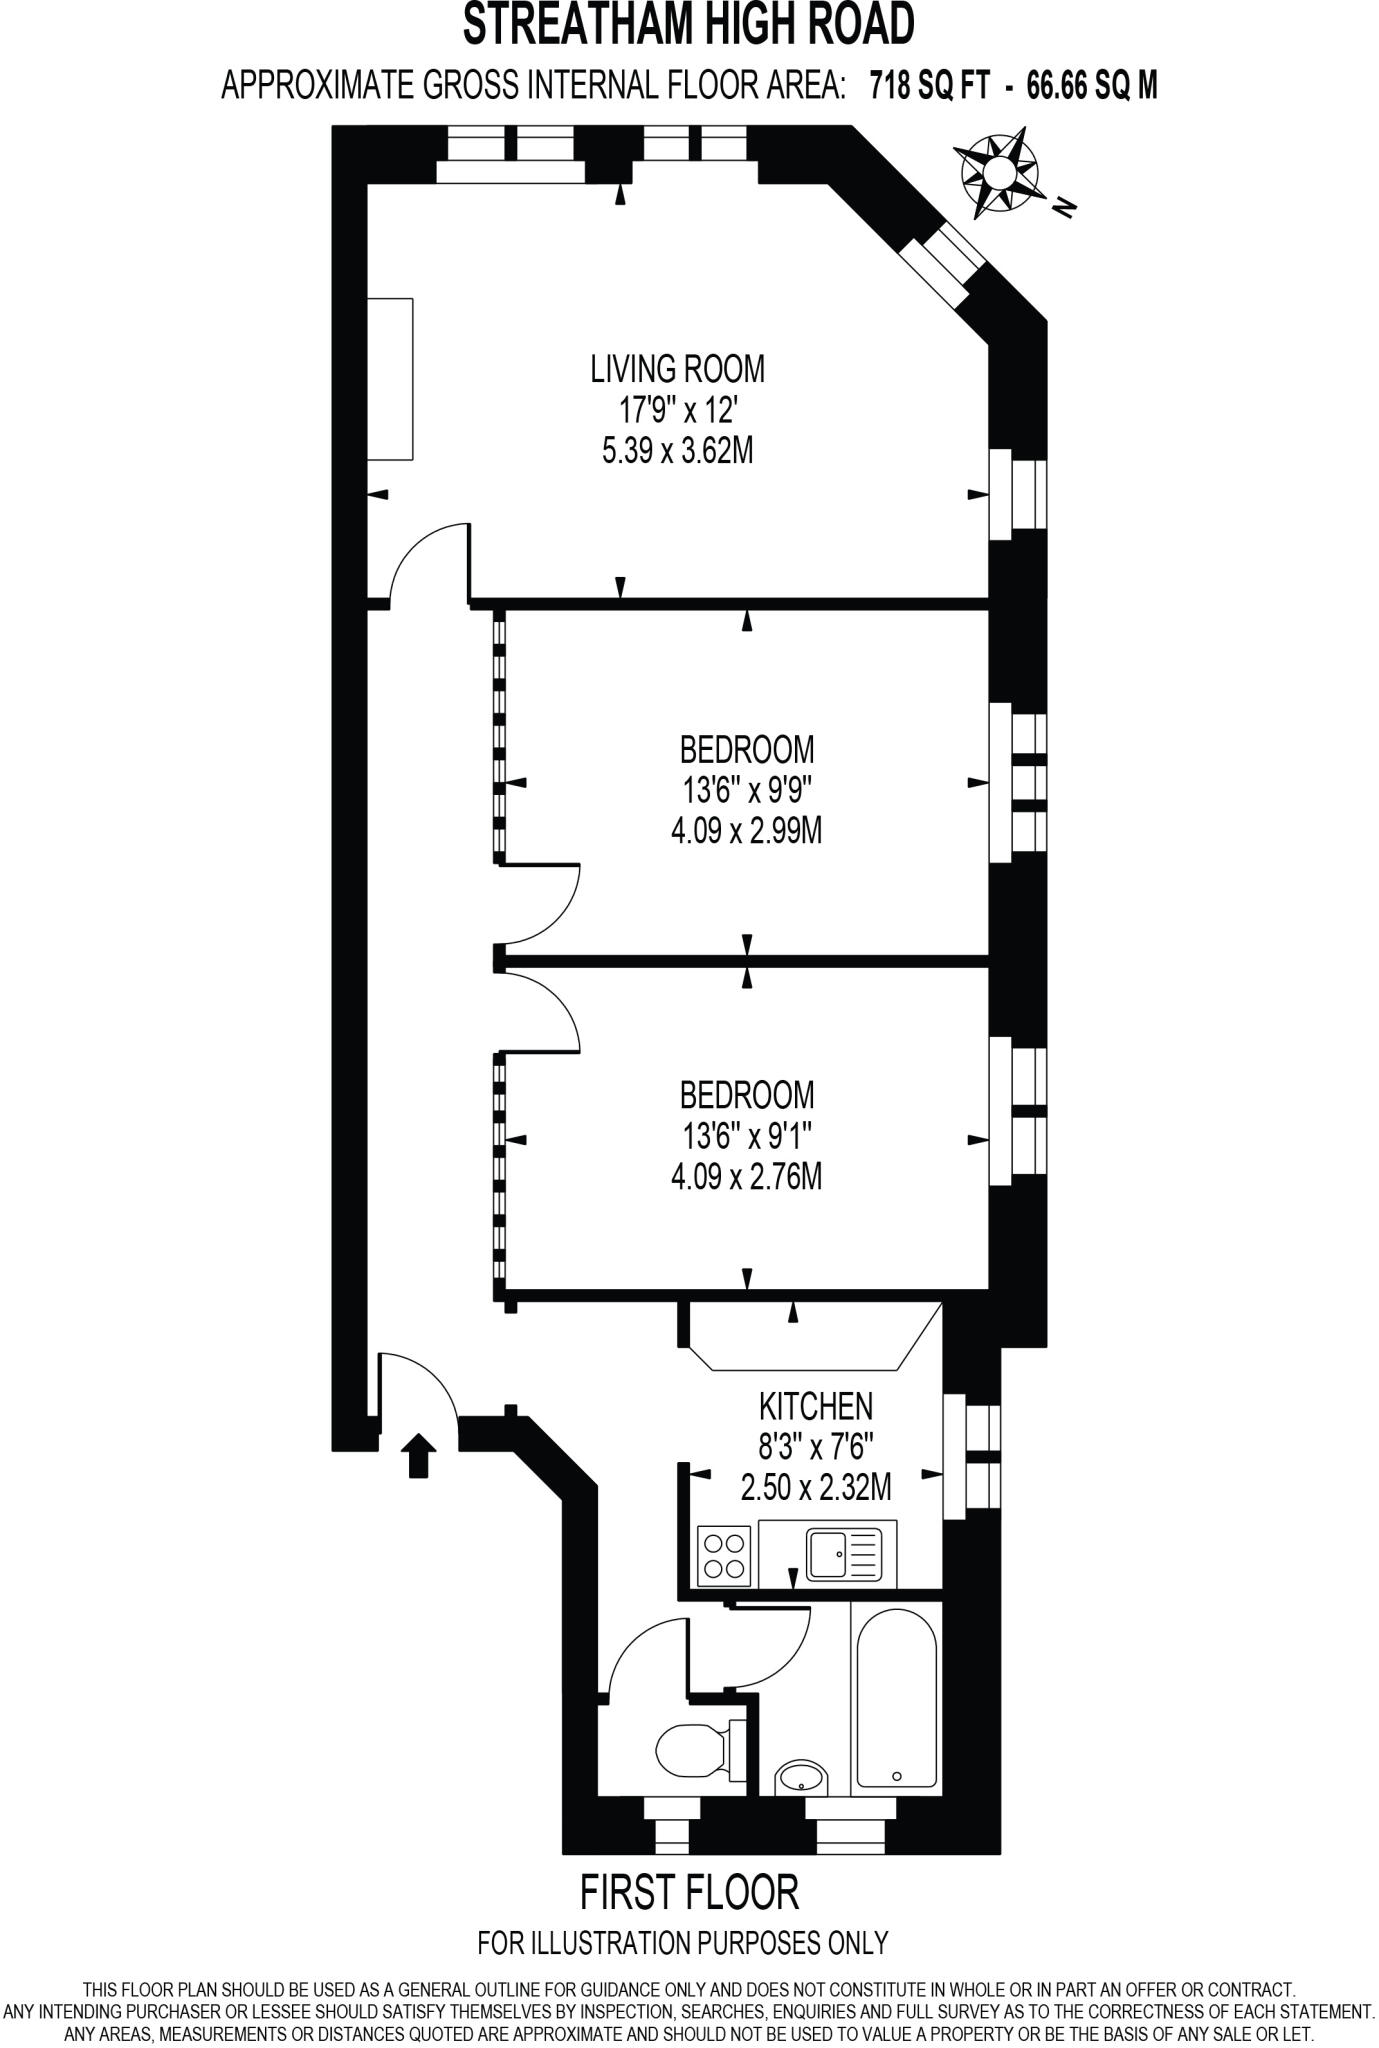 STREATHAM HIGH ROAD
APPROXIMATE GROSS INTERNAL FLOOR AREA: 718 SQ FT - 66.66 SQ M
N
LIVING ROOM
17'9" x 12'
5.39 x 3.62M
BEDROOM
13'6" x 9'9"
4.09 x 2.99M
BEDROOM
13'6" x 9'1"
4.09 x 2.76M
KITCHEN
8'3" x 7'6"
2.50 x 2.32M
FIRST FLOOR
FOR ILLUSTRATION PURPOSES ONLY
THIS FLOOR PLAN SHOULD BE USED AS A GENERAL OUTLINE FOR GUIDANCE ONLY AND DOES NOT CONSTITUTE IN WHOLE OR IN PART AN OFFER OR CONTRACT.
ANY INTENDING PURCHASER OR LESSEE SHOULD SATISFY THEMSELVES BY INSPECTION, SEARCHES, ENQUIRIES AND FULL SURVEY AS TO THE CORRECTNESS OF EACH STATEMENT.
ANY AREAS, MEASUREMENTS OR DISTANCES QUOTED ARE APPROXIMATE AND SHOULD NOT BE USED TO VALUE A PROPERTY OR BE THE BASIS OF ANY SALE OR LET.